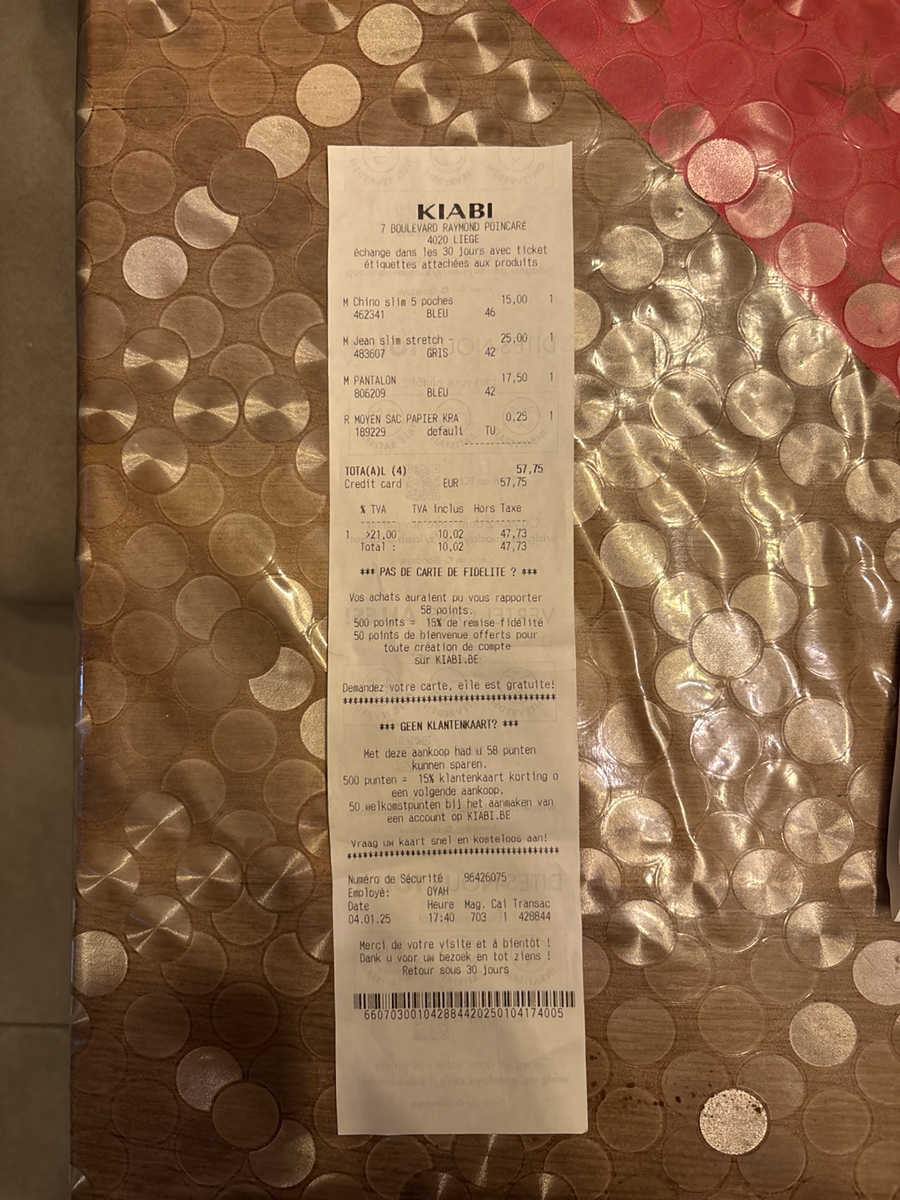 KIABI
7 BOULEVARD RAYMOND POINCARÉ
4020 LIEGE
échange dans les 30 jours avec ticket
étiquettes attachées aux produits
M Chino slim 5 poches 15,00 1
462341 BLEU 46
M Jean slim stretch - 25,00 1
483607 GRIS 42
M PANTALON 17,50 1
806209 BLEU 42
R MOYEN SAC PAPIER KRA 0,25 1
189229 default TU
TOTA(A)L (4) 57,75
Credit card EUR 57,75
% TVA TVA inclus Hors Taxe
1 >21,00 10,02 47,73
Total : 10,02 47,73
*** PAS DE CARTE DE FIDELITE ? ***
Vos achats auraient pu vous rapporter
58 points.
500 points = 15% de remise fidélité
50 points de bienvenue offerts pour
toute création de compte
sur KIABI.BE
Demandez votre carte, elle est gratuite!
****************************************
*** GEEN KLANTENKAART? ***
Met deze aankoop had u 58 punten
kunnen sparen.
500 punten = 15% klantenkaart korting o
een volgende aankoop.
50 welkomstpunten bij het aanmaken van
een account op KIABI.BE
Vraag uw kaart snel en kosteloos aan!
****************************************
Numéro de Sécurité 96426075
Employé: OYAH
Date Heure Mag. Cai Transac
04.01.25 17:40 703 1 428844
Merci de votre visite et à bientôt !
Dank u voor uw bezoek en tot ziens !
Retour sous 30 jours
660703001042884420250104174005